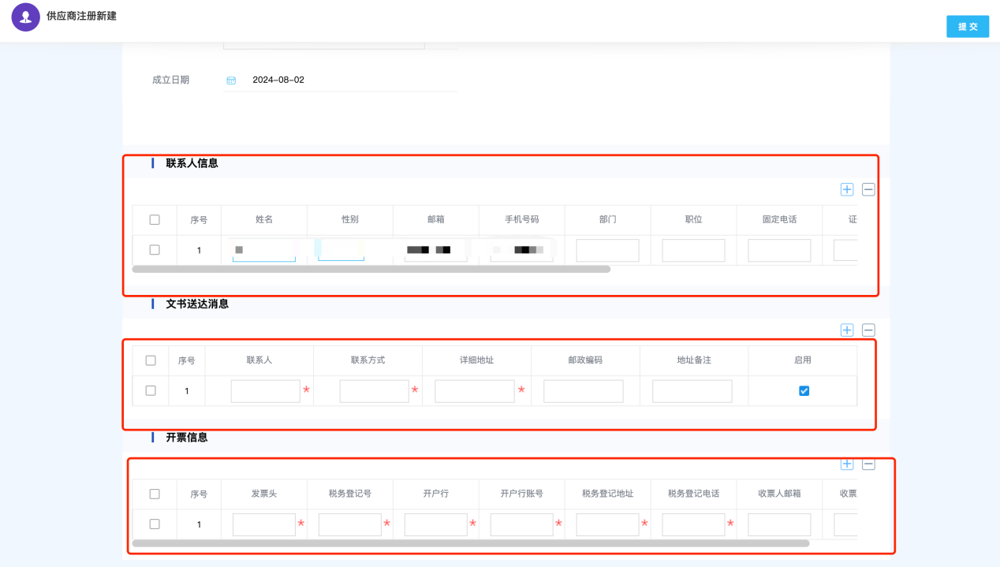 供应商注册新建
提 交
成立日期 2024-08-02
联系人信息
序号 姓名 性别 邮箱 手机号码 部门 职位 固定电话
1
文书送达消息
序号 联系人 联系方式 详细地址 邮政编码 地址备注 启用
1 * * *
开票信息
序号 发票头 税务登记号 开户行 开户行账号 税务登记地址 税务登记电话 收票人邮箱 收票
1 * * * * * *